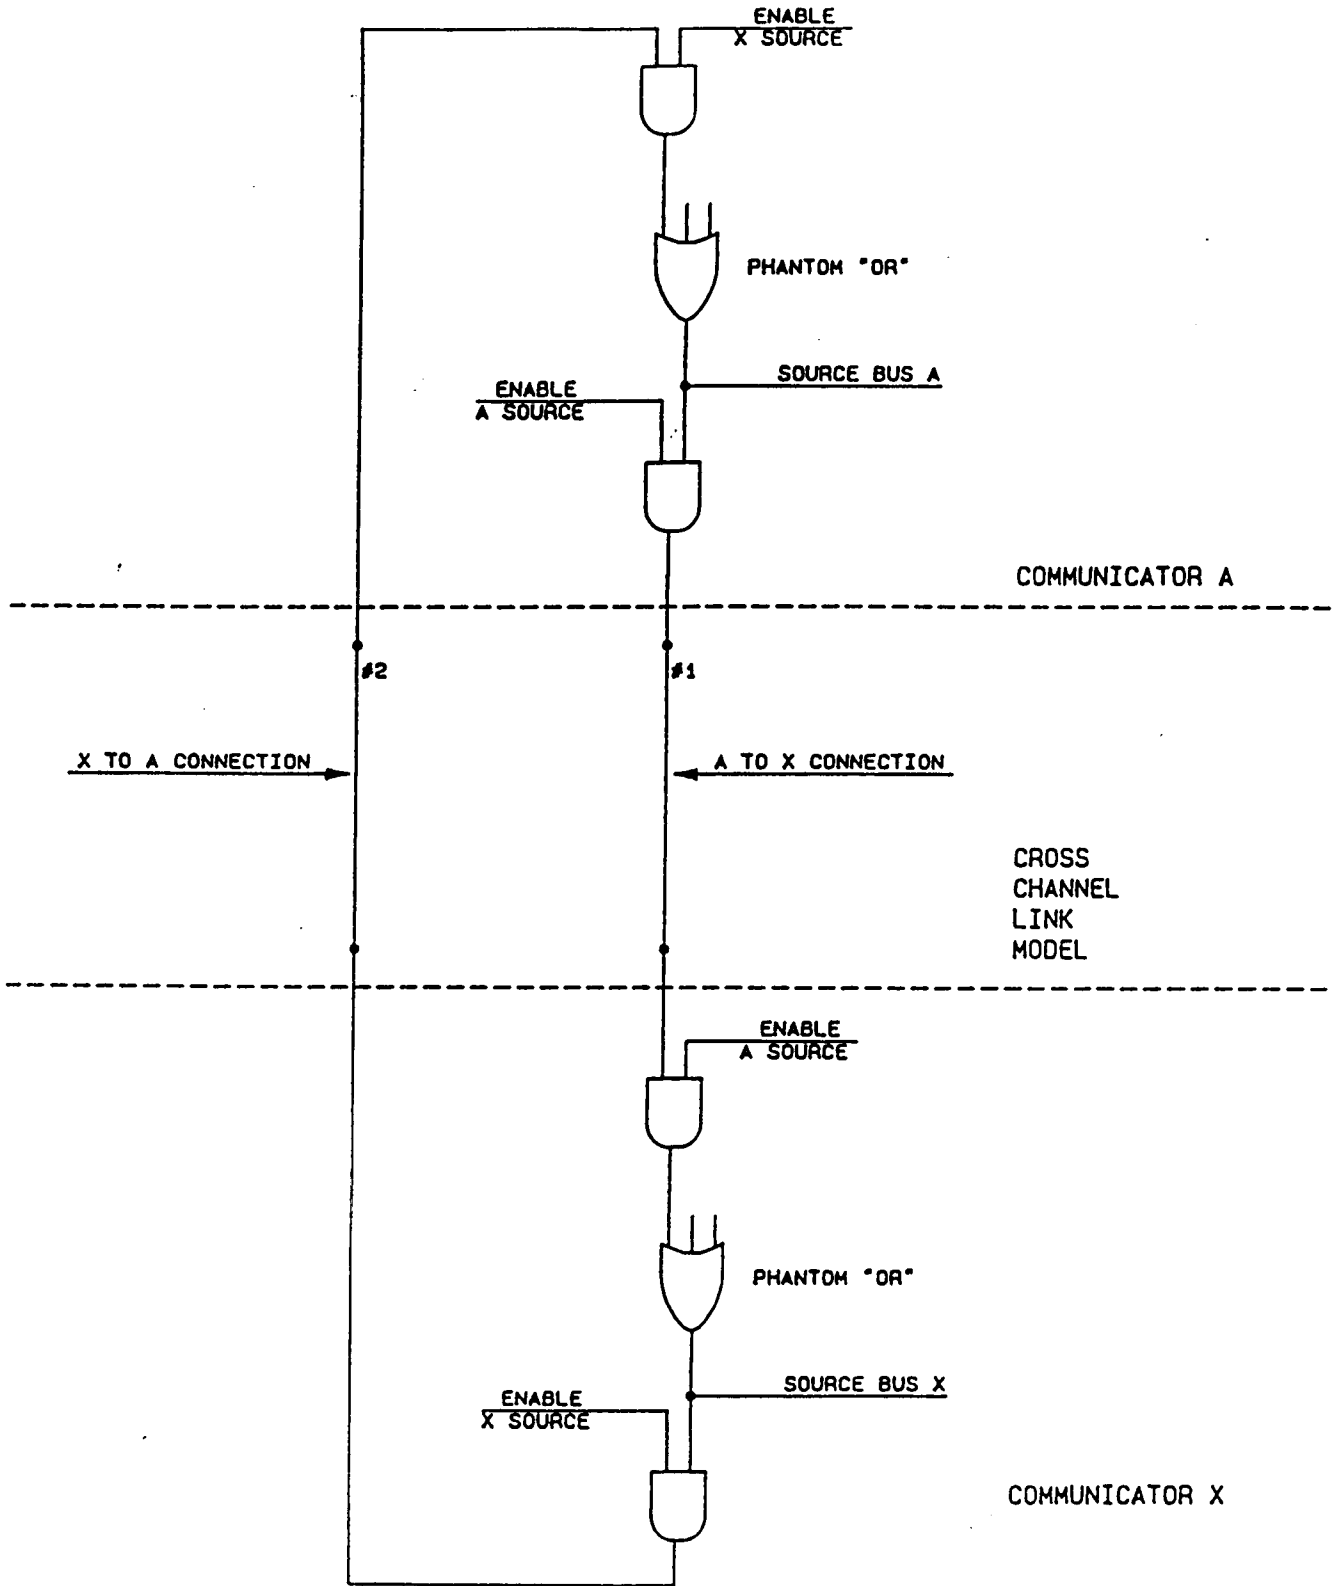 ENABLE
X SOURCE
PHANTOM "OR"
SOURCE BUS A
ENABLE
A SOURCE
COMMUNICATOR A
#2
#1
X TO A CONNECTION
A TO X CONNECTION
CROSS
CHANNEL
LINK
MODEL
ENABLE
A SOURCE
PHANTOM "OR"
SOURCE BUS X
ENABLE
X SOURCE
COMMUNICATOR X